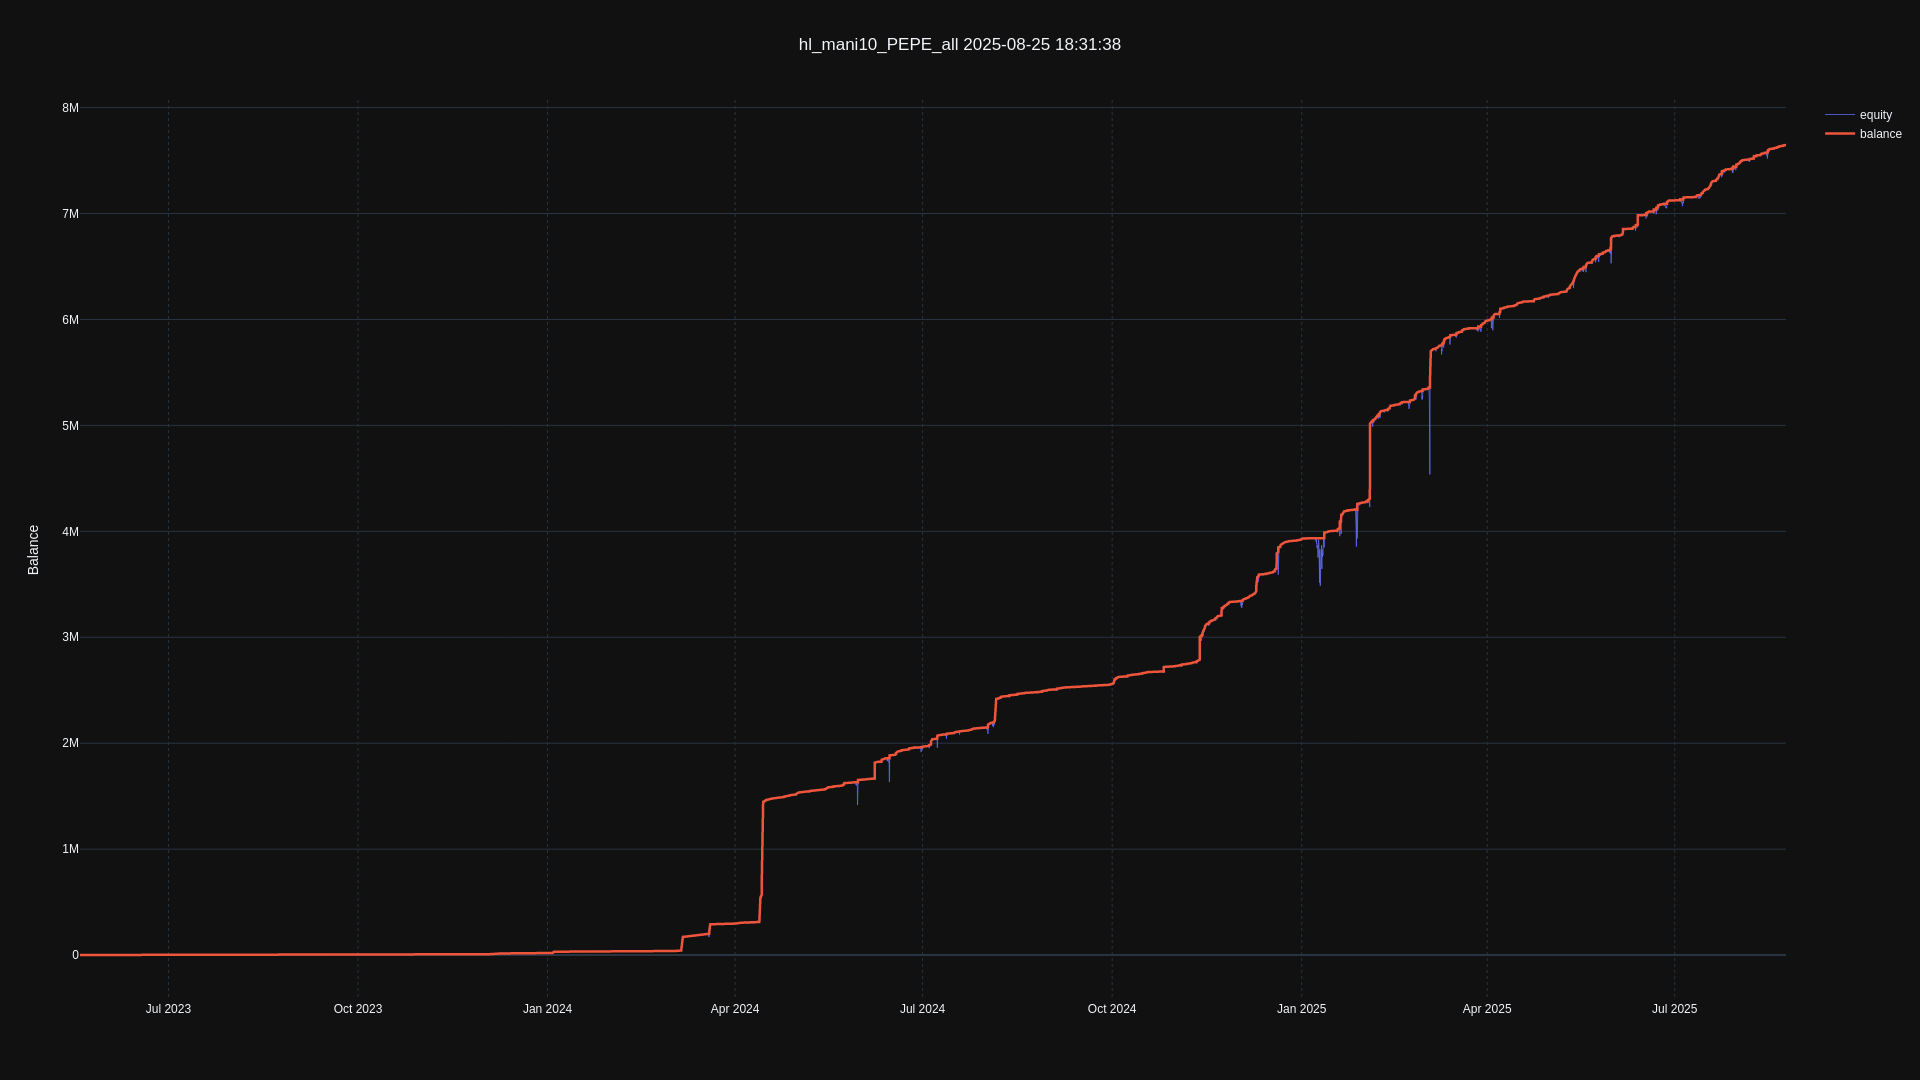 hl_mani10_PEPE_all 2025-08-25 18:31:38
equity
balance
Balance
8M
7M
6M
5M
4M
3M
2M
1M
0
Jul 2023
Oct 2023
Jan 2024
Apr 2024
Jul 2024
Oct 2024
Jan 2025
Apr 2025
Jul 2025